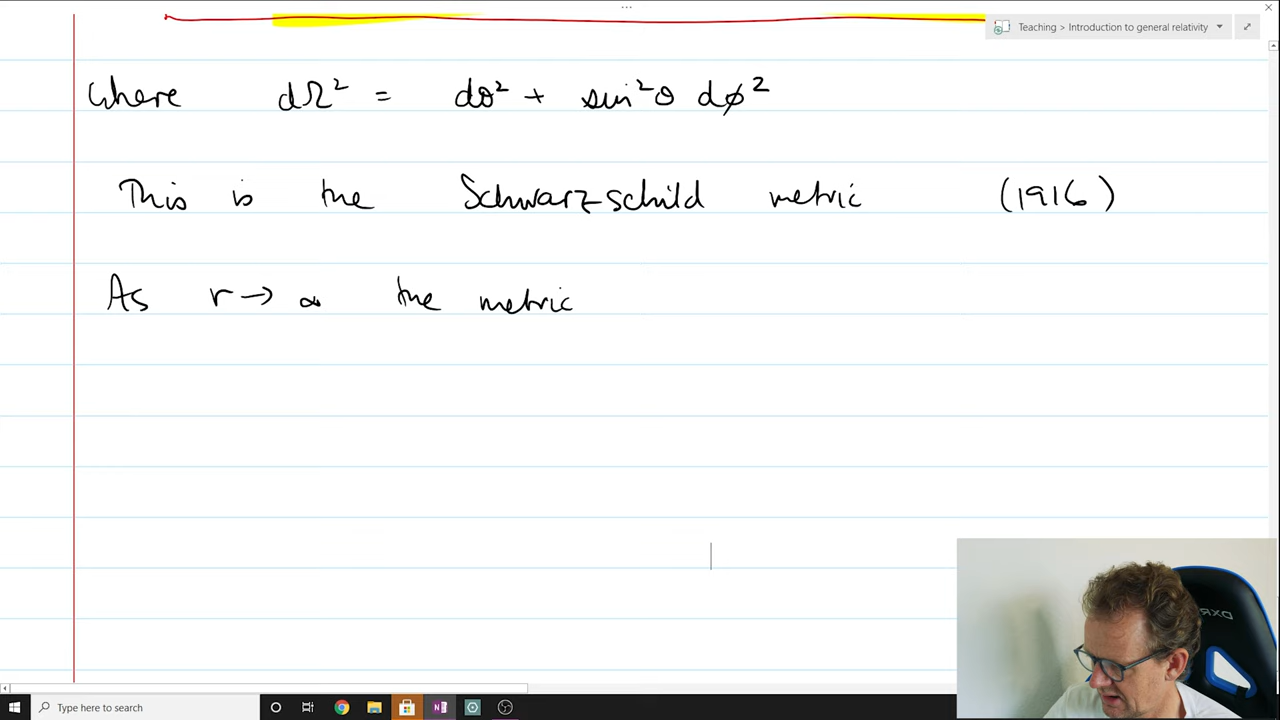 Teaching > Introduction to general relativity
where dΩ² = dθ² + sin²θ dφ²
This is the Schwarzschild metric (1916)
As r → ∞ the metric
DXR
Type here to search